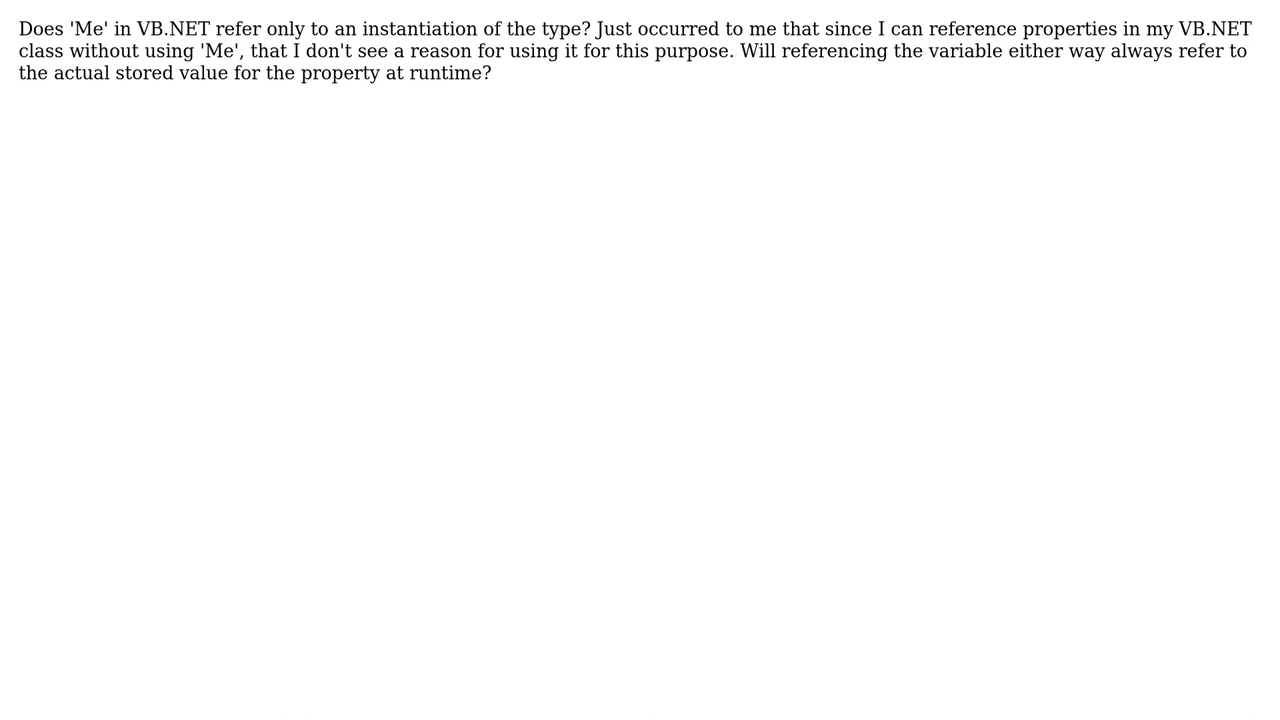 Does 'Me' in VB.NET refer only to an instantiation of the type? Just occurred to me that since I can reference properties in my VB.NET
class without using 'Me', that I don't see a reason for using it for this purpose. Will referencing the variable either way always refer to
the actual stored value for the property at runtime?